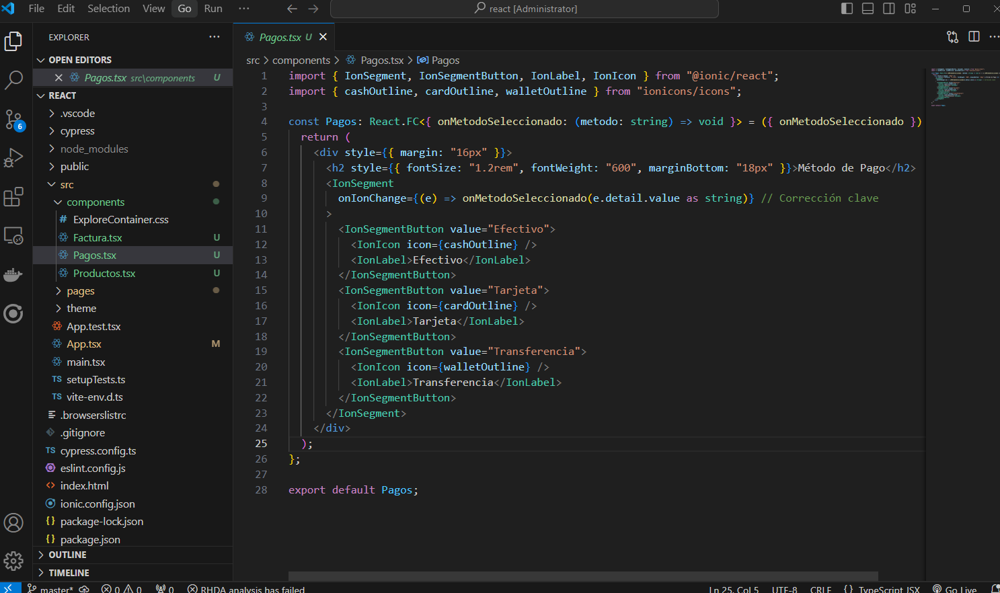 File Edit Selection View Go Run ··· react [Administrator]
EXPLORER ···
OPEN EDITORS
Pagos.tsx src\components U
REACT
.vscode
cypress
node_modules
public
src
components
# ExploreContainer.css
Factura.tsx U
Pagos.tsx U
Productos.tsx U
pages
theme
App.test.tsx
App.tsx M
main.tsx
TS setupTests.ts
TS vite-env.d.ts
.browserslistrc
.gitignore
TS cypress.config.ts
eslint.config.js
<> index.html
ionic.config.json
{} package-lock.json
{} package.json
OUTLINE
TIMELINE
6
Pagos.tsx U
src > components > Pagos.tsx > Pagos
1 import { IonSegment, IonSegmentButton, IonLabel, IonIcon } from "@ionic/react";
2 import { cashOutline, cardOutline, walletOutline } from "ionicons/icons";
3
4 const Pagos: React.FC<{ onMetodoSeleccionado: (metodo: string) => void }> = ({ onMetodoSeleccionado })
5 return (
6 <div style={{ margin: "16px" }}>
7 <h2 style={{ fontSize: "1.2rem", fontWeight: "600", marginBottom: "18px" }}>Método de Pago</h2>
8 <IonSegment
9 onIonChange={(e) => onMetodoSeleccionado(e.detail.value as string)} // Corrección clave
10 >
11 <IonSegmentButton value="Efectivo">
12 <IonIcon icon={cashOutline} />
13 <IonLabel>Efectivo</IonLabel>
14 </IonSegmentButton>
15 <IonSegmentButton value="Tarjeta">
16 <IonIcon icon={cardOutline} />
17 <IonLabel>Tarjeta</IonLabel>
18 </IonSegmentButton>
19 <IonSegmentButton value="Transferencia">
20 <IonIcon icon={walletOutline} />
21 <IonLabel>Transferencia</IonLabel>
22 </IonSegmentButton>
23 </IonSegment>
24 </div>
25 );
26 };
27
28 export default Pagos;
master* 0 0 0 RHDA analysis has failed Ln 25, Col 5 UTF-8 CRLF {} TypeScript JSX Go Live